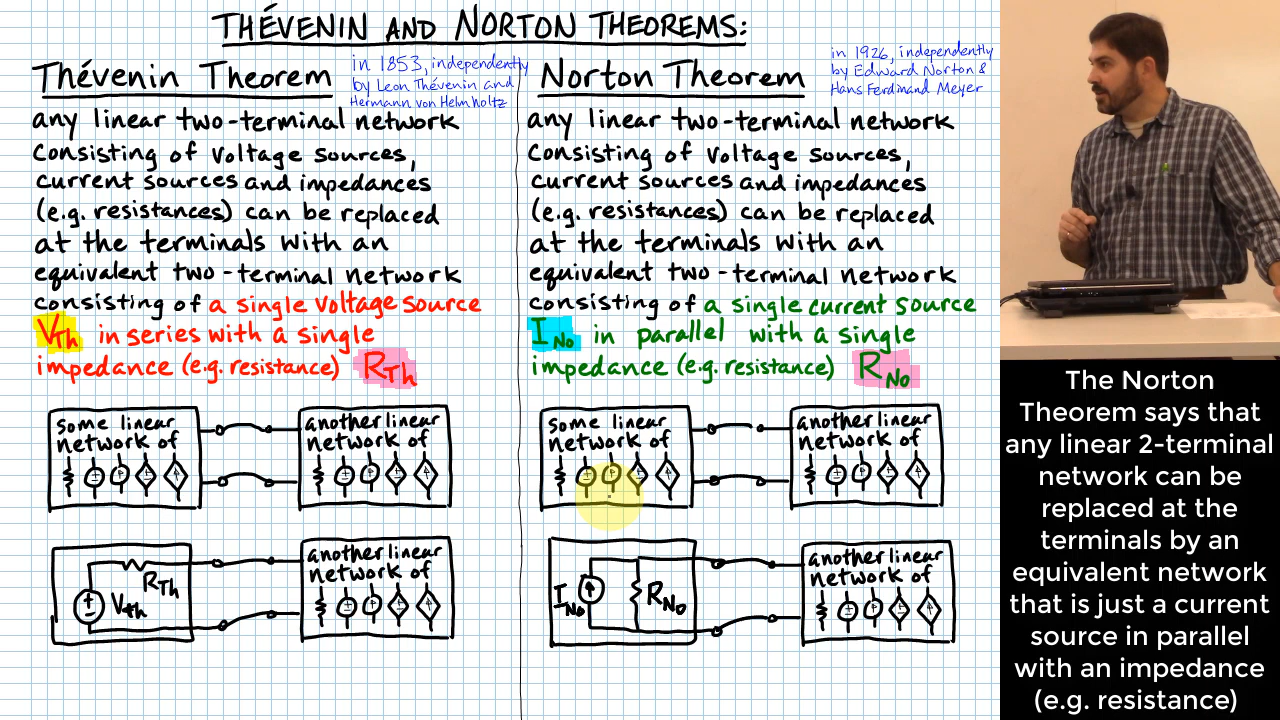 THÉVENIN AND NORTON THEOREMS:
Thévenin Theorem
in 1853, independently
by Leon Thévenin and
Hermann von Helmholtz
any linear two-terminal network
consisting of voltage sources,
current sources and impedances
(e.g. resistances) can be replaced
at the terminals with an
equivalent two-terminal network
consisting of a single voltage source
VTh in series with a single
impedance (e.g. resistance) RTh
some linear
network of
another linear
network of
RTh
Vth
another linear
network of
Norton Theorem
in 1926, independently
by Edward Norton &
Hans Ferdinand Meyer
any linear two-terminal network
consisting of voltage sources,
current sources and impedances
(e.g. resistances) can be replaced
at the terminals with an
equivalent two-terminal network
consisting of a single current source
INo in parallel with a single
impedance (e.g. resistance) RNo
some linear
network of
another linear
network of
INo
RNo
another linear
network of
The Norton
Theorem says that
any linear 2-terminal
network can be
replaced at the
terminals by an
equivalent network
that is just a current
source in parallel
with an impedance
(e.g. resistance)